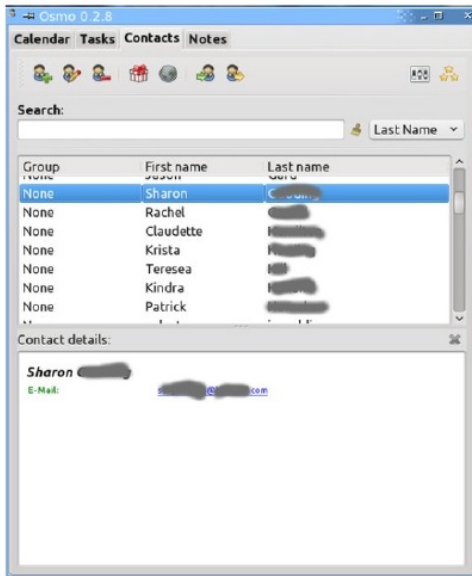 Osmo 0.2.8
Calendar Tasks Contacts Notes
Search:
Last Name
Group First name Last name
None
None Sharon
None Rachel
None Claudette
None Krista
None Teresea
None Kindra
None Patrick
Contact details:
Sharon
E-Mail: com